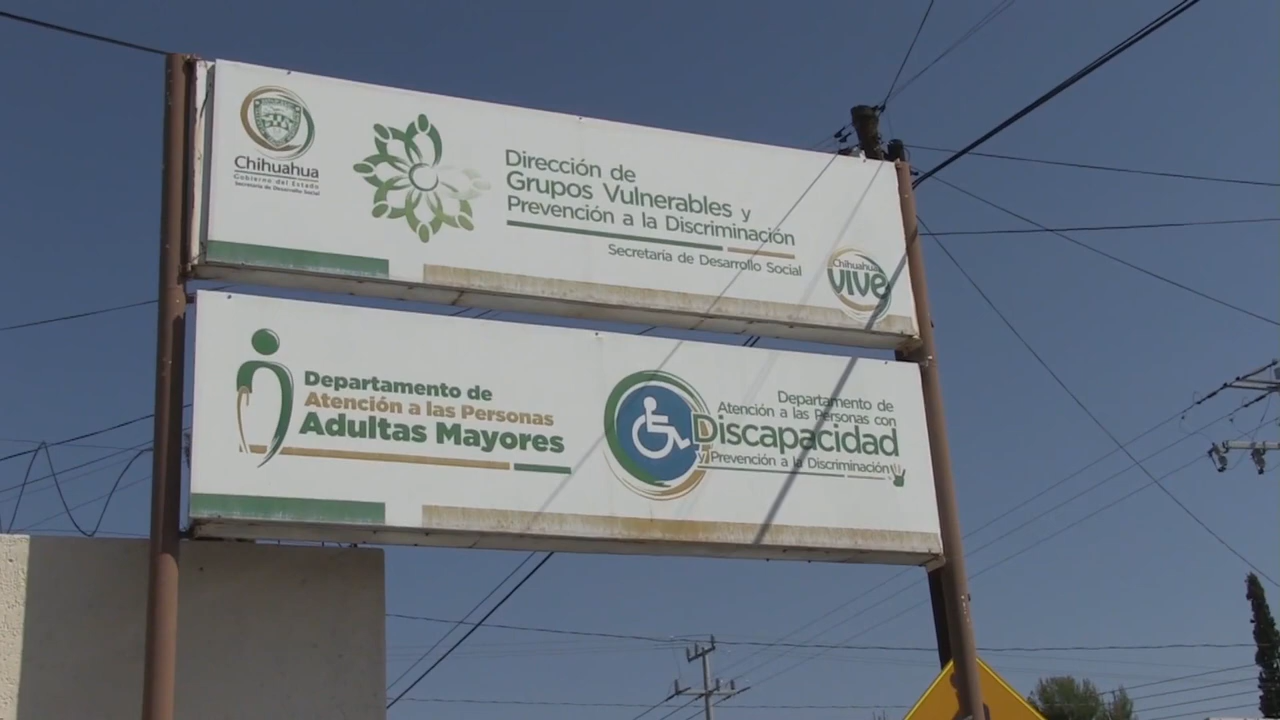 Chihuahua
Gobierno del Estado
Secretaría de Desarrollo Social
Dirección de
Grupos Vulnerables y
Prevención a la Discriminación
Secretaría de Desarrollo Social
Chihuahua
vive
Departamento de
Atención a las Personas
Adultas Mayores
Departamento de
Atención a las Personas con
Discapacidad
y Prevención a la Discriminación